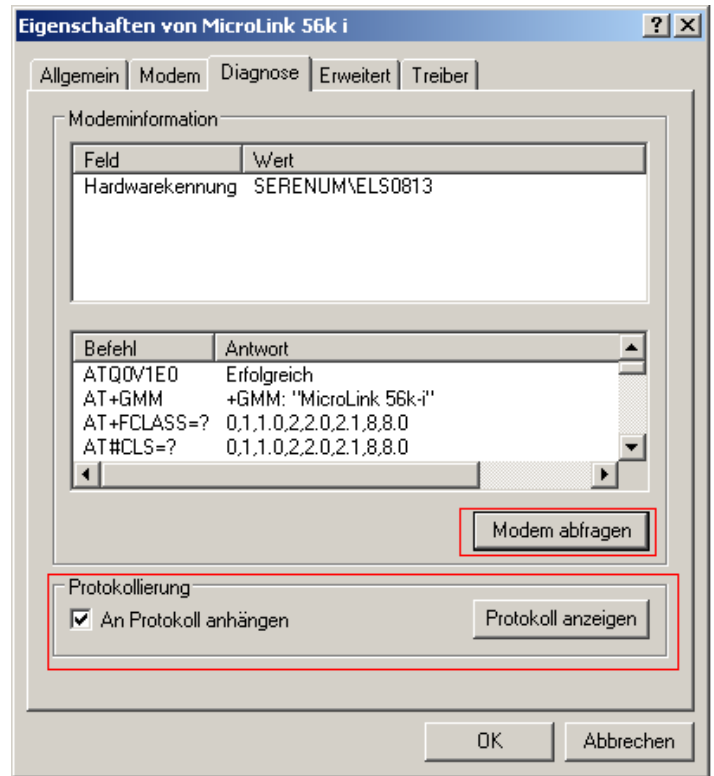 Eigenschaften von MicroLink 56k i
Allgemein Modem Diagnose Erweitert Treiber
Modeminformation
Feld Wert
Hardwarekennung SERENUM\ELS0813
Befehl Antwort
ATQ0V1E0 Erfolgreich
AT+GMM +GMM: "MicroLink 56k-i"
AT+FCLASS=? 0,1,1.0,2,2.0,2.1,8,8.0
AT#CLS=? 0,1,1.0,2,2.0,2.1,8,8.0
Modem abfragen
Protokollierung
An Protokoll anhängen Protokoll anzeigen
OK Abbrechen